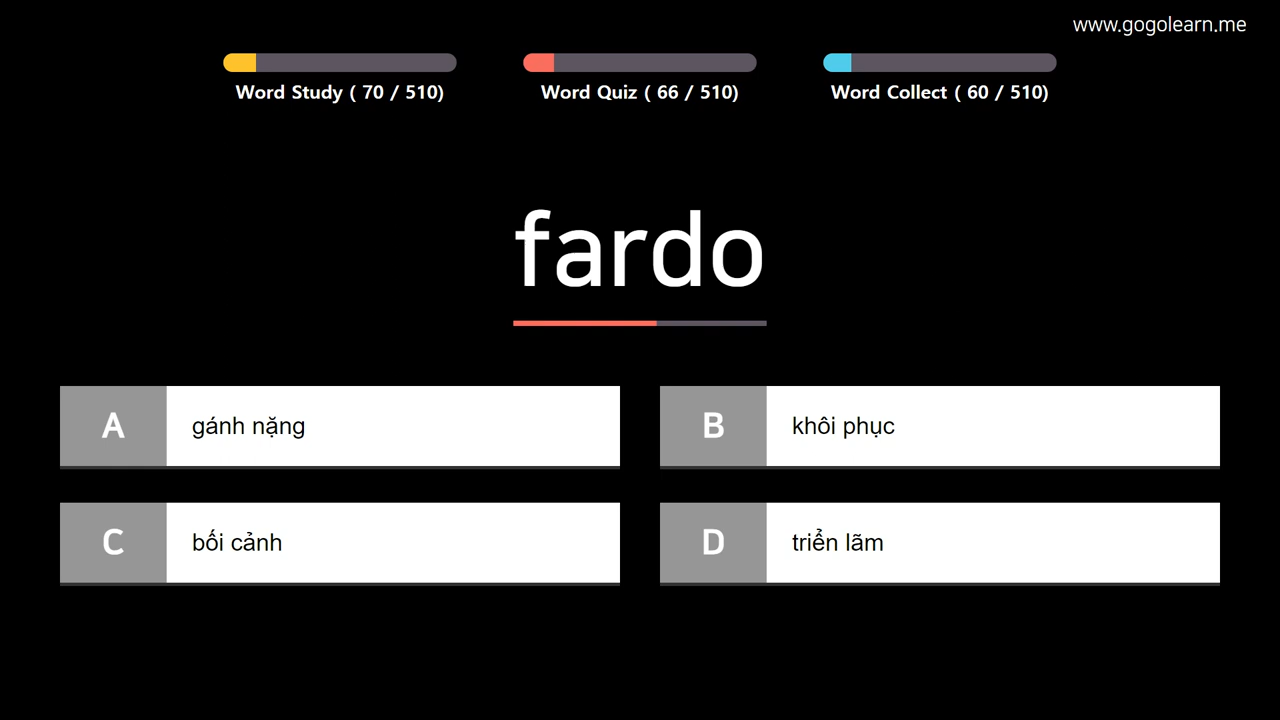 www.gogolearn.me
Word Study ( 70 / 510)
Word Quiz ( 66 / 510)
Word Collect ( 60 / 510)
fardo
A gánh nặng
B khôi phục
C bối cảnh
D triển lãm